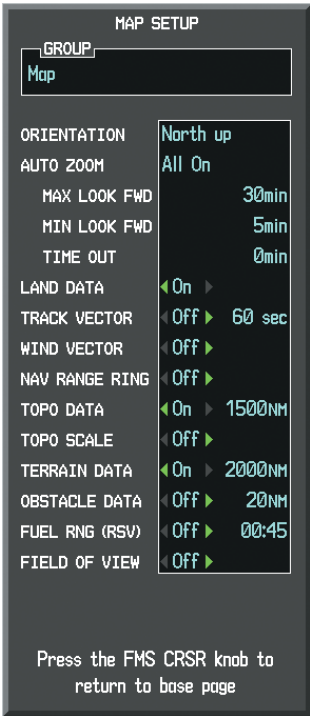 MAP SETUP
GROUP
Map
ORIENTATION North up
AUTO ZOOM All On
MAX LOOK FWD 30min
MIN LOOK FWD 5min
TIME OUT 0min
LAND DATA On
TRACK VECTOR Off 60 sec
WIND VECTOR Off
NAV RANGE RING Off
TOPO DATA On 1500NM
TOPO SCALE Off
TERRAIN DATA On 2000NM
OBSTACLE DATA Off 20NM
FUEL RNG (RSV) Off 00:45
FIELD OF VIEW Off
Press the FMS CRSR knob to
return to base page